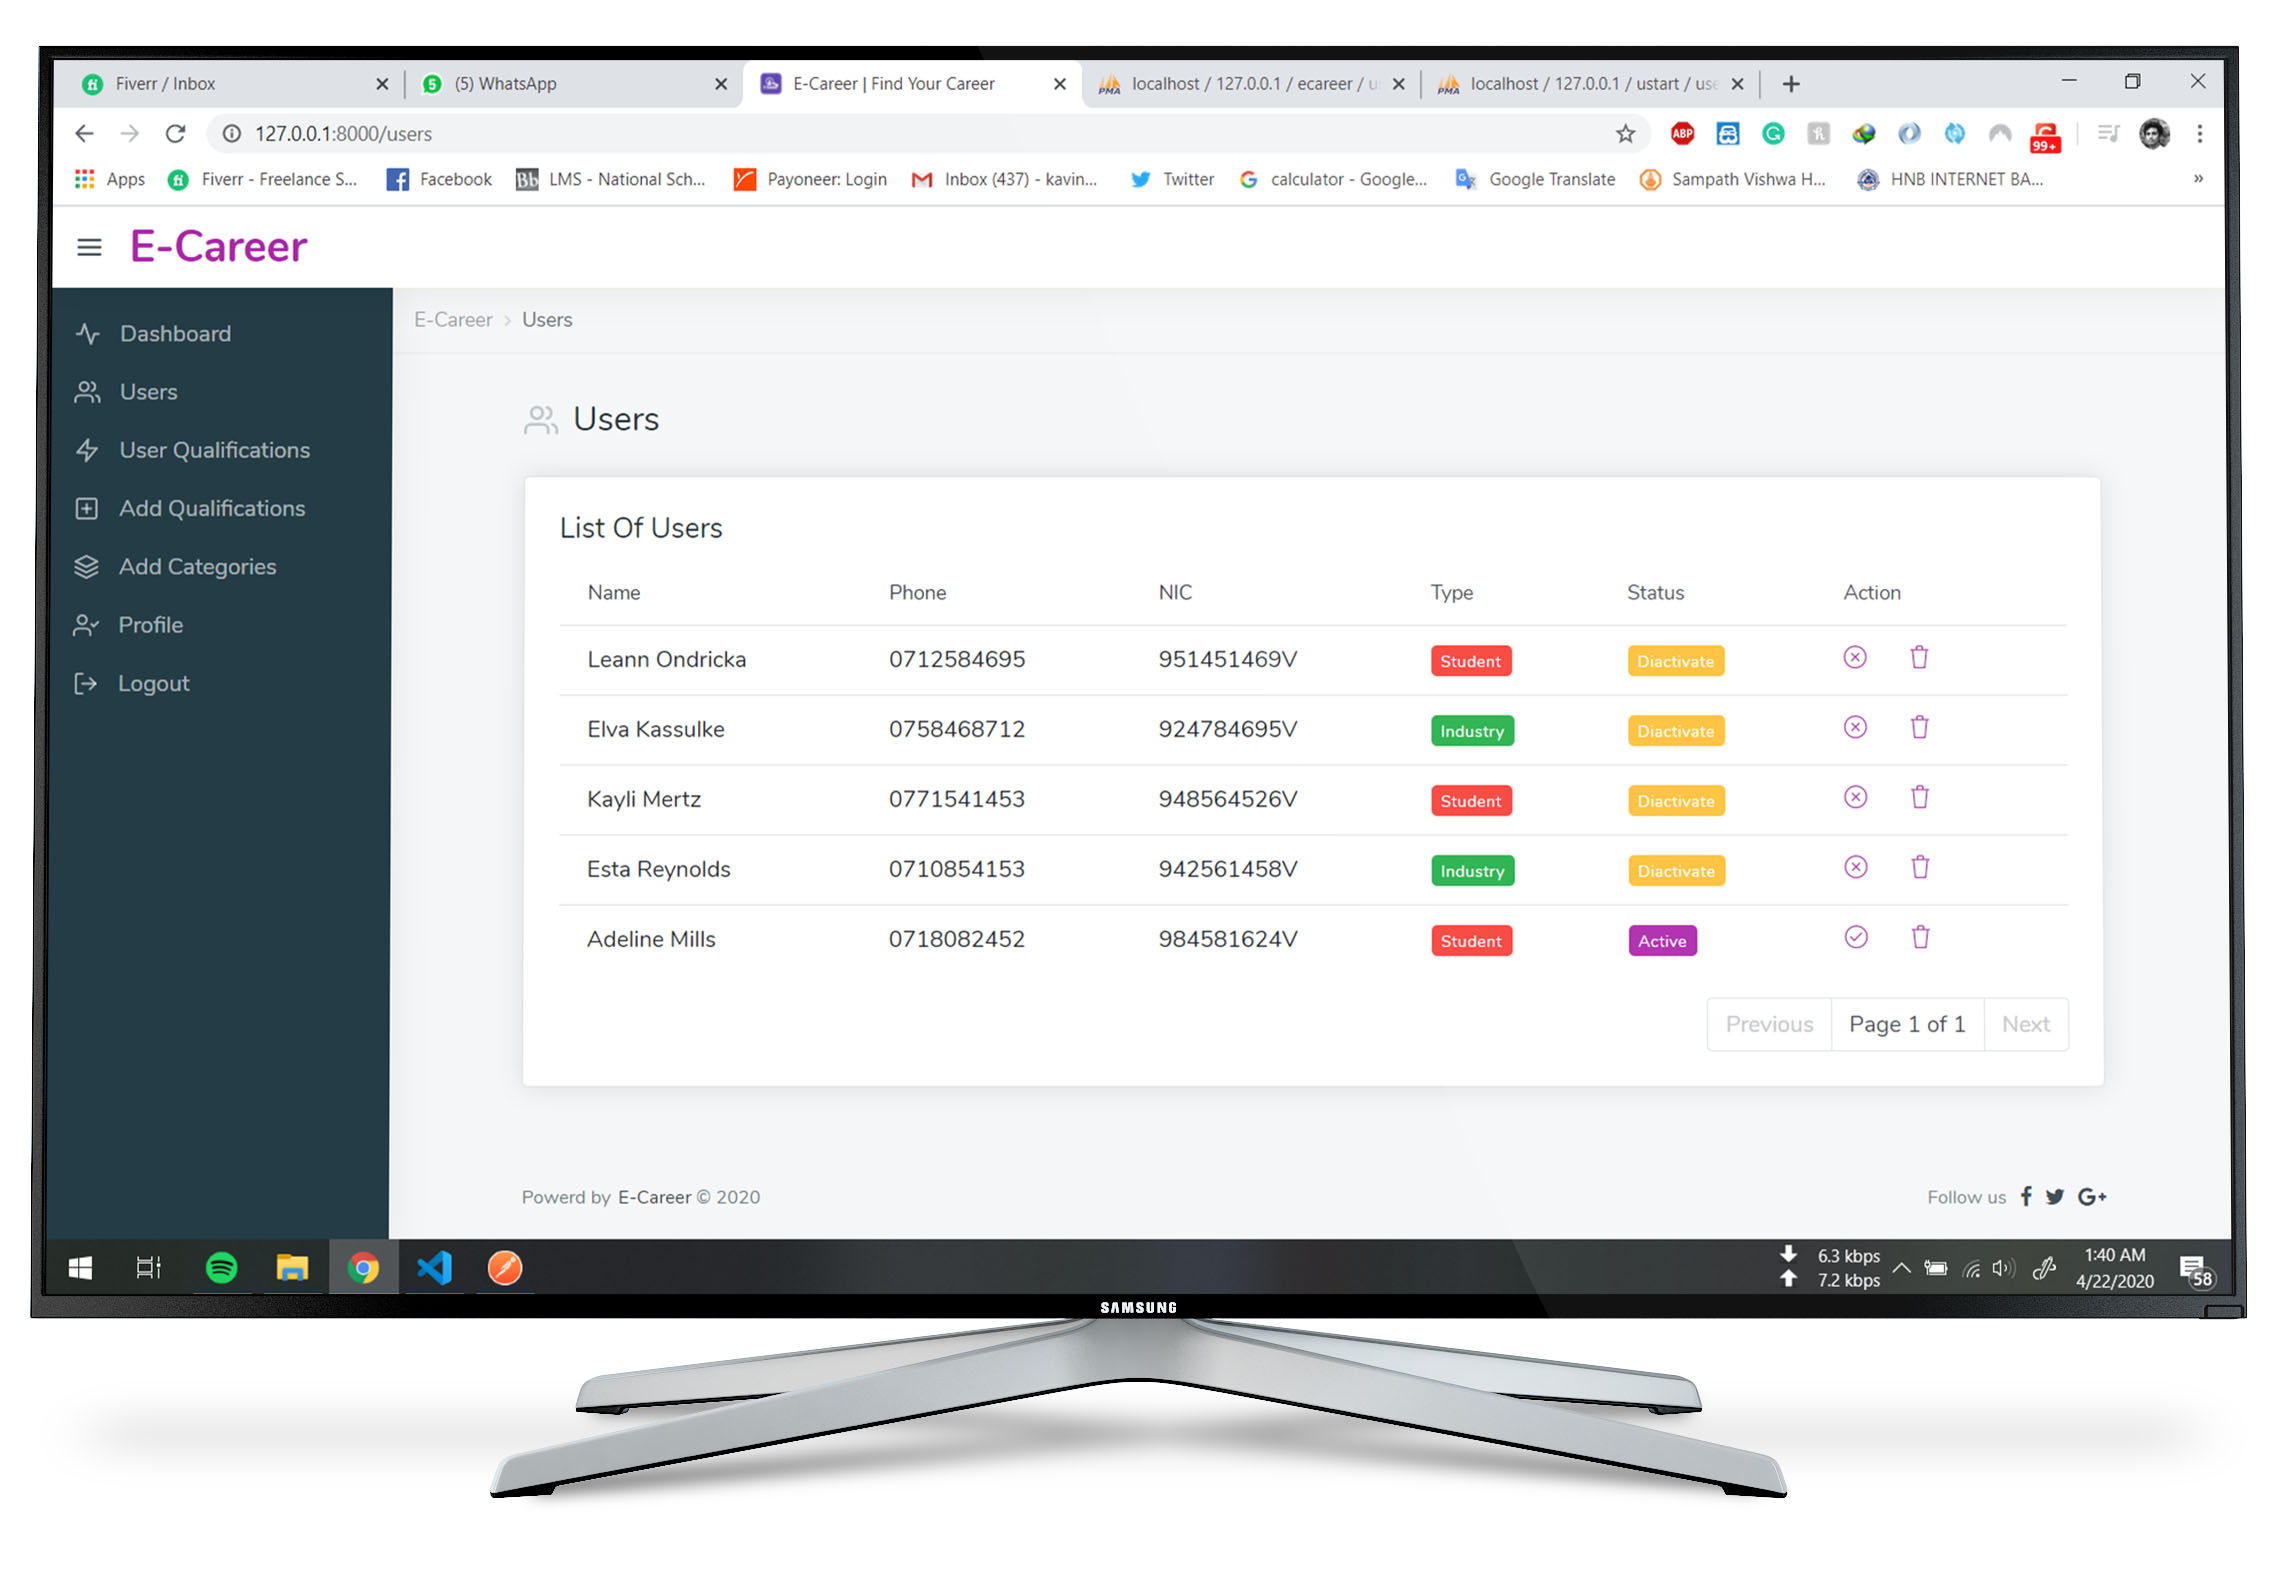 Fiverr / Inbox
(5) WhatsApp
E-Career | Find Your Career
localhost / 127.0.0.1 / ecareer / u
localhost / 127.0.0.1 / ustart / use
127.0.0.1:8000/users
ABP
99+
Apps
Fiverr - Freelance S...
Facebook
Bb LMS - National Sch...
Payoneer: Login
Inbox (437) - kavin...
Twitter
calculator - Google...
Google Translate
Sampath Vishwa H...
HNB INTERNET BA...
»
E-Career
Dashboard
Users
User Qualifications
Add Qualifications
Add Categories
Profile
Logout
E-Career > Users
Users
List Of Users
Name Phone NIC Type Status Action
Leann Ondricka 0712584695 951451469V Student Diactivate
Elva Kassulke 0758468712 924784695V Industry Diactivate
Kayli Mertz 0771541453 948564526V Student Diactivate
Esta Reynolds 0710854153 942561458V Industry Diactivate
Adeline Mills 0718082452 984581624V Student Active
Previous Page 1 of 1 Next
Powerd by E-Career © 2020
Follow us f G+
6.3 kbps
7.2 kbps
1:40 AM
4/22/2020
58
SAMSUNG